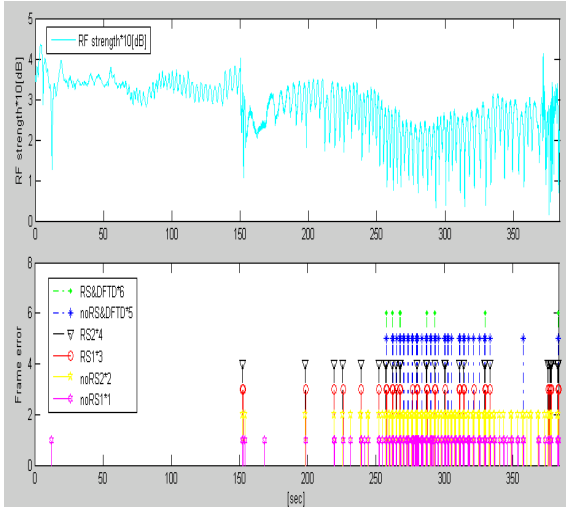 5
4
3
2
1
0
RF strength*10[dB]
RF strength*10[dB]
0 50 100 150 200 250 300 350
8
6
4
2
0
Frame error
RS&DFTD*6
noRS&DFTD*5
RS2*4
RS1*3
noRS2*2
noRS1*1
0 50 100 150 200 250 300 350
[sec]